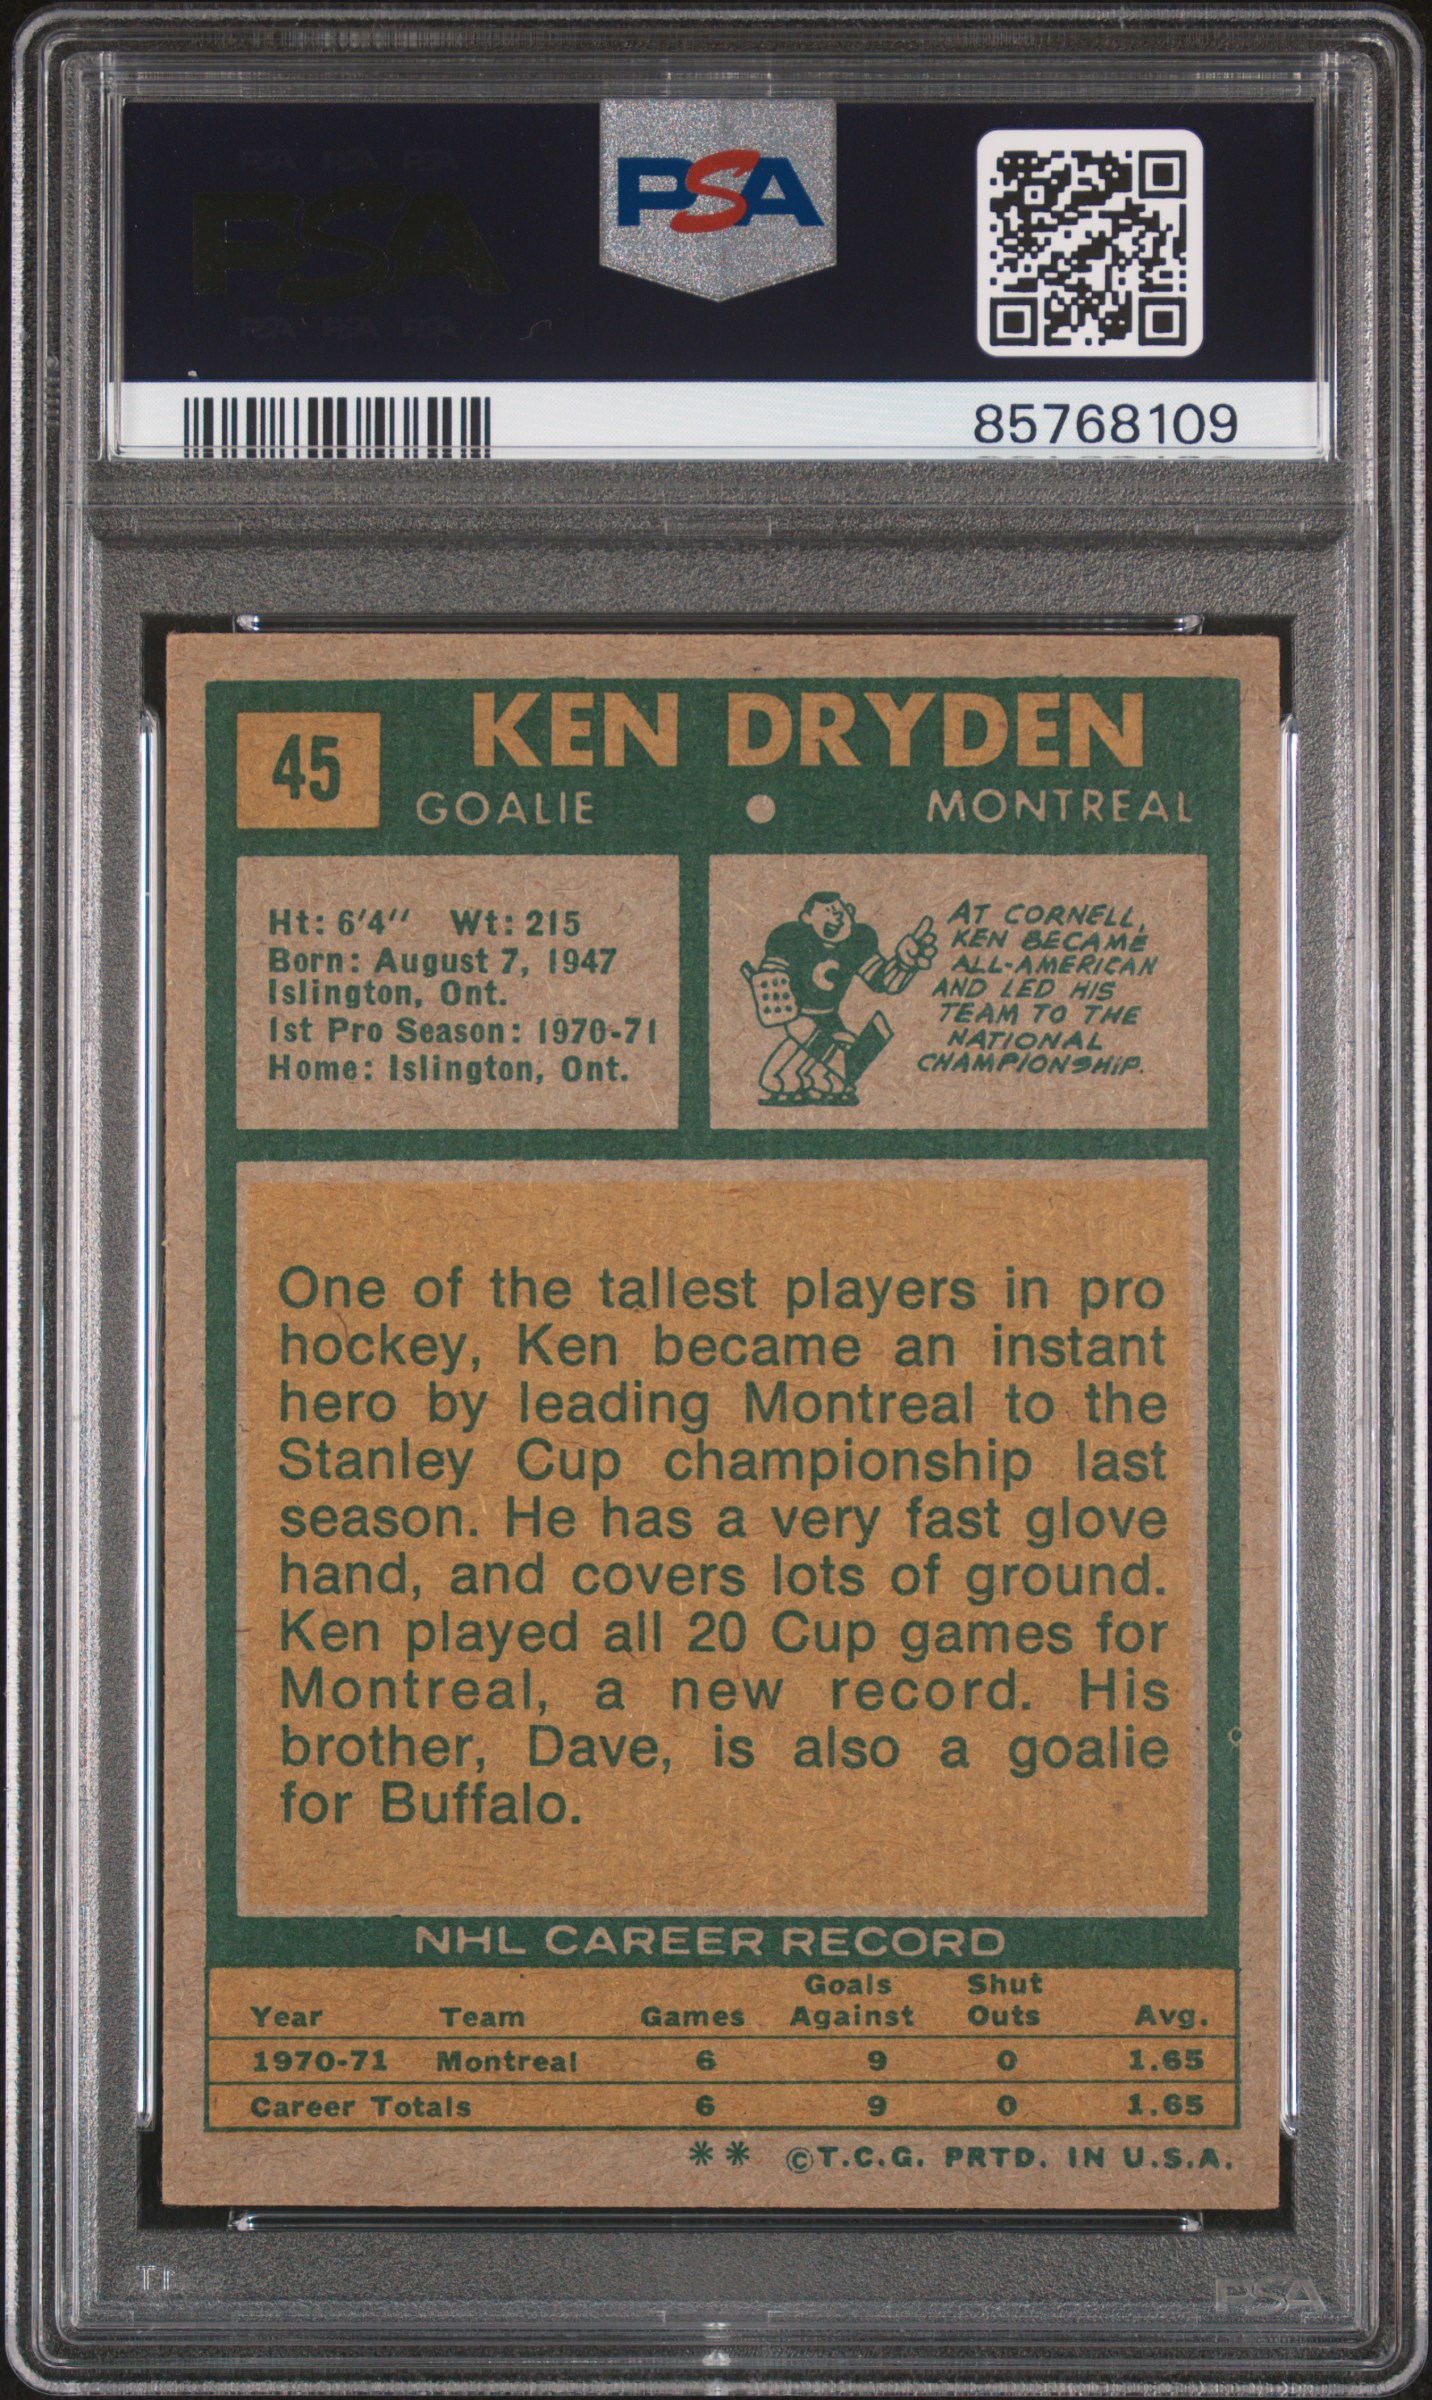 PSA PSA PSA
PSA
PSA PSA PSA
PSA
85768109
45
KEN DRYDEN
GOALIE MONTREAL
Ht: 6'4'' Wt: 215
Born: August 7, 1947
Islington, Ont.
1st Pro Season: 1970-71
Home: Islington, Ont.
C
AT CORNELL,
KEN BECAME
ALL-AMERICAN
AND LED HIS
TEAM TO THE
NATIONAL
CHAMPIONSHIP.
One of the tallest players in pro
hockey, Ken became an instant
hero by leading Montreal to the
Stanley Cup championship last
season. He has a very fast glove
hand, and covers lots of ground.
Ken played all 20 Cup games for
Montreal, a new record. His
brother, Dave, is also a goalie
for Buffalo.
NHL CAREER RECORD
Year Team Games Goals Against Shut Outs Avg.
1970-71 Montreal 6 9 0 1.65
Career Totals 6 9 0 1.65
** ©T.C.G. PRTD. IN U.S.A.
PSA